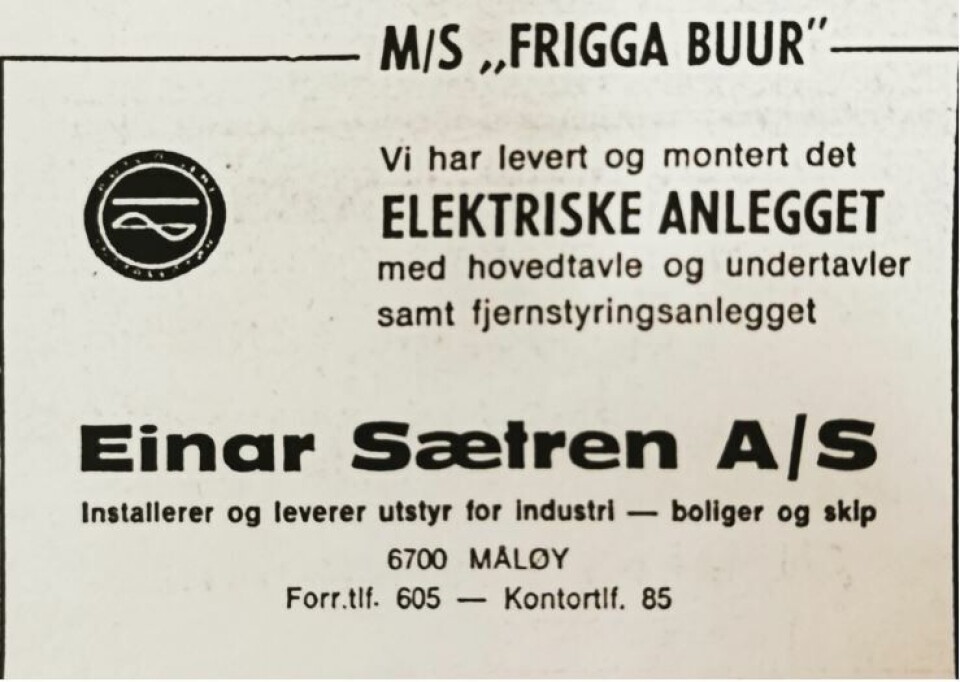 M/S „FRIGGA BUUR"
Vi har levert og montert det
ELEKTRISKE ANLEGGET
med hovedtavle og undertavler
samt fjernstyringsanlegget
Einar Sætren A/S
Installerer og leverer utstyr for industri — boliger og skip
6700 MÅLØY
Forr.tlf. 605 — Kontortlf. 85